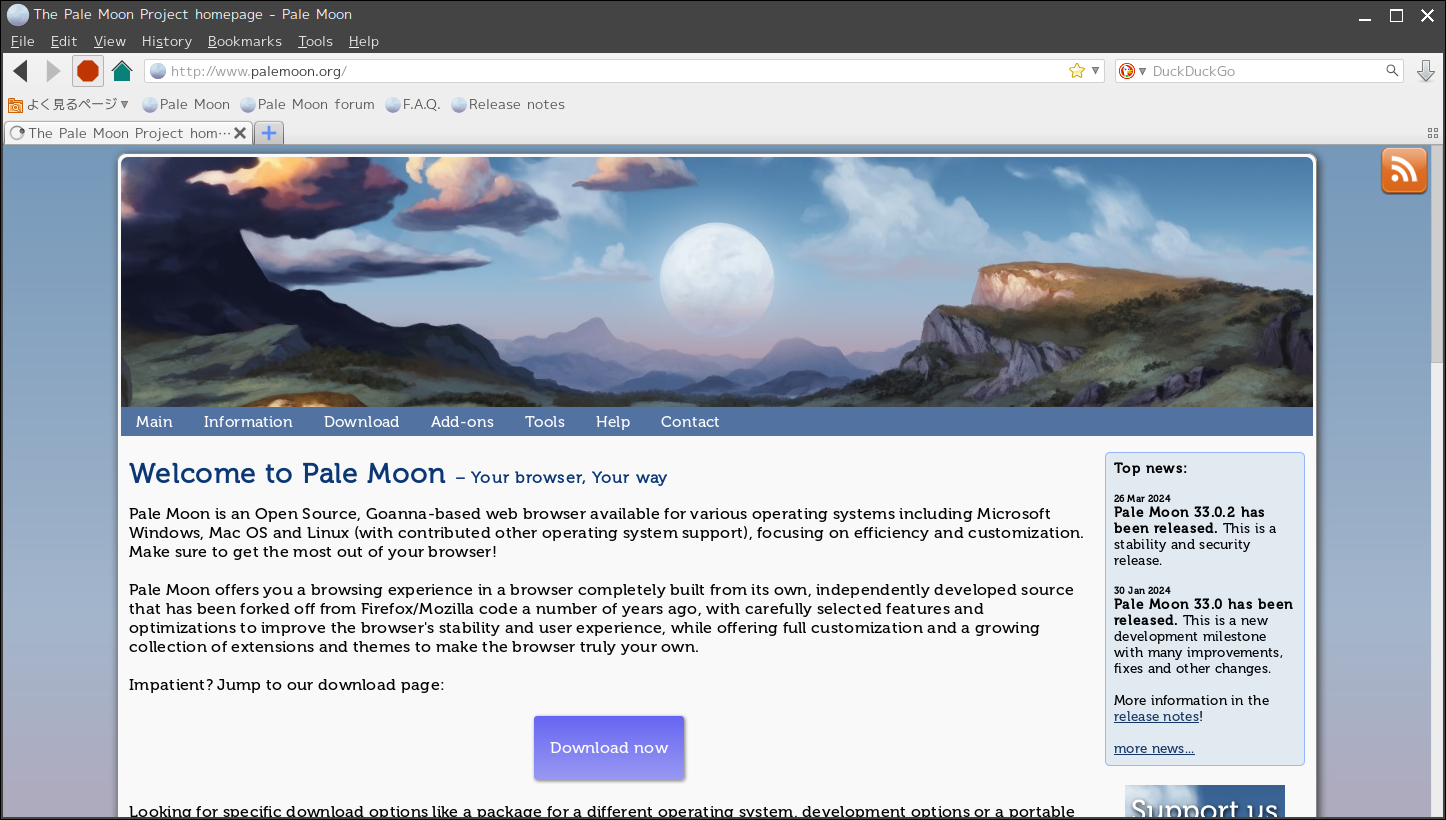 The Pale Moon Project homepage - Pale Moon
File Edit View History Bookmarks Tools Help
http://www.palemoon.org/ DuckDuckGo
よく見るページ Pale Moon Pale Moon forum F.A.Q. Release notes
The Pale Moon Project hom…
Main Information Download Add-ons Tools Help Contact
Welcome to Pale Moon – Your browser, Your way
Pale Moon is an Open Source, Goanna-based web browser available for various operating systems including Microsoft
Windows, Mac OS and Linux (with contributed other operating system support), focusing on efficiency and customization.
Make sure to get the most out of your browser!
Pale Moon offers you a browsing experience in a browser completely built from its own, independently developed source
that has been forked off from Firefox/Mozilla code a number of years ago, with carefully selected features and
optimizations to improve the browser's stability and user experience, while offering full customization and a growing
collection of extensions and themes to make the browser truly your own.
Impatient? Jump to our download page:
Download now
Looking for specific download options like a package for a different operating system, development options or a portable
Top news:
26 Mar 2024
Pale Moon 33.0.2 has
been released. This is a
stability and security
release.
30 Jan 2024
Pale Moon 33.0 has been
released. This is a new
development milestone
with many improvements,
fixes and other changes.
More information in the
release notes!
more news...
Support us